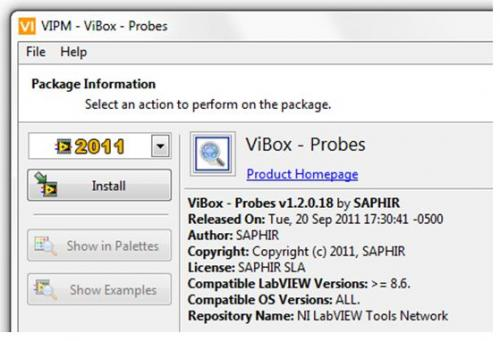 VI VIPM - ViBox - Probes
File Help
Package Information
Select an action to perform on the package.
2011
Install
Show in Palettes
Show Examples
ViBox - Probes
Product Homepage
ViBox - Probes v1.2.0.18 by SAPHIR
Released On: Tue, 20 Sep 2011 17:30:41 -0500
Author: SAPHIR
Copyright: Copyright (c) 2011, SAPHIR
License: SAPHIR SLA
Compatible LabVIEW Versions: >= 8.6.
Compatible OS Versions: ALL.
Repository Name: NI LabVIEW Tools Network